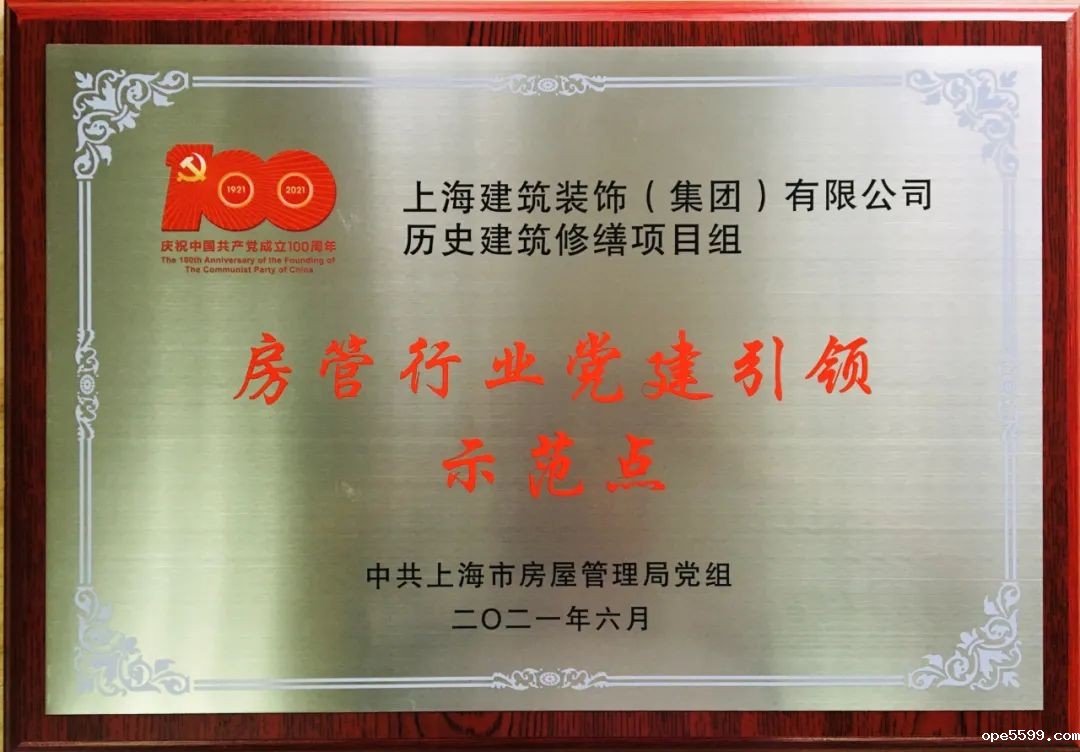 1921 2021
庆祝中国共产党成立100周年
The 100th Anniversary of the Founding of
The Communist Party of China
上海建筑装饰(集团)有限公司
历史建筑修缮项目组
房管行业党建引领
示范点
中共上海市房屋管理局党组
二〇二一年六月
ope5599.com